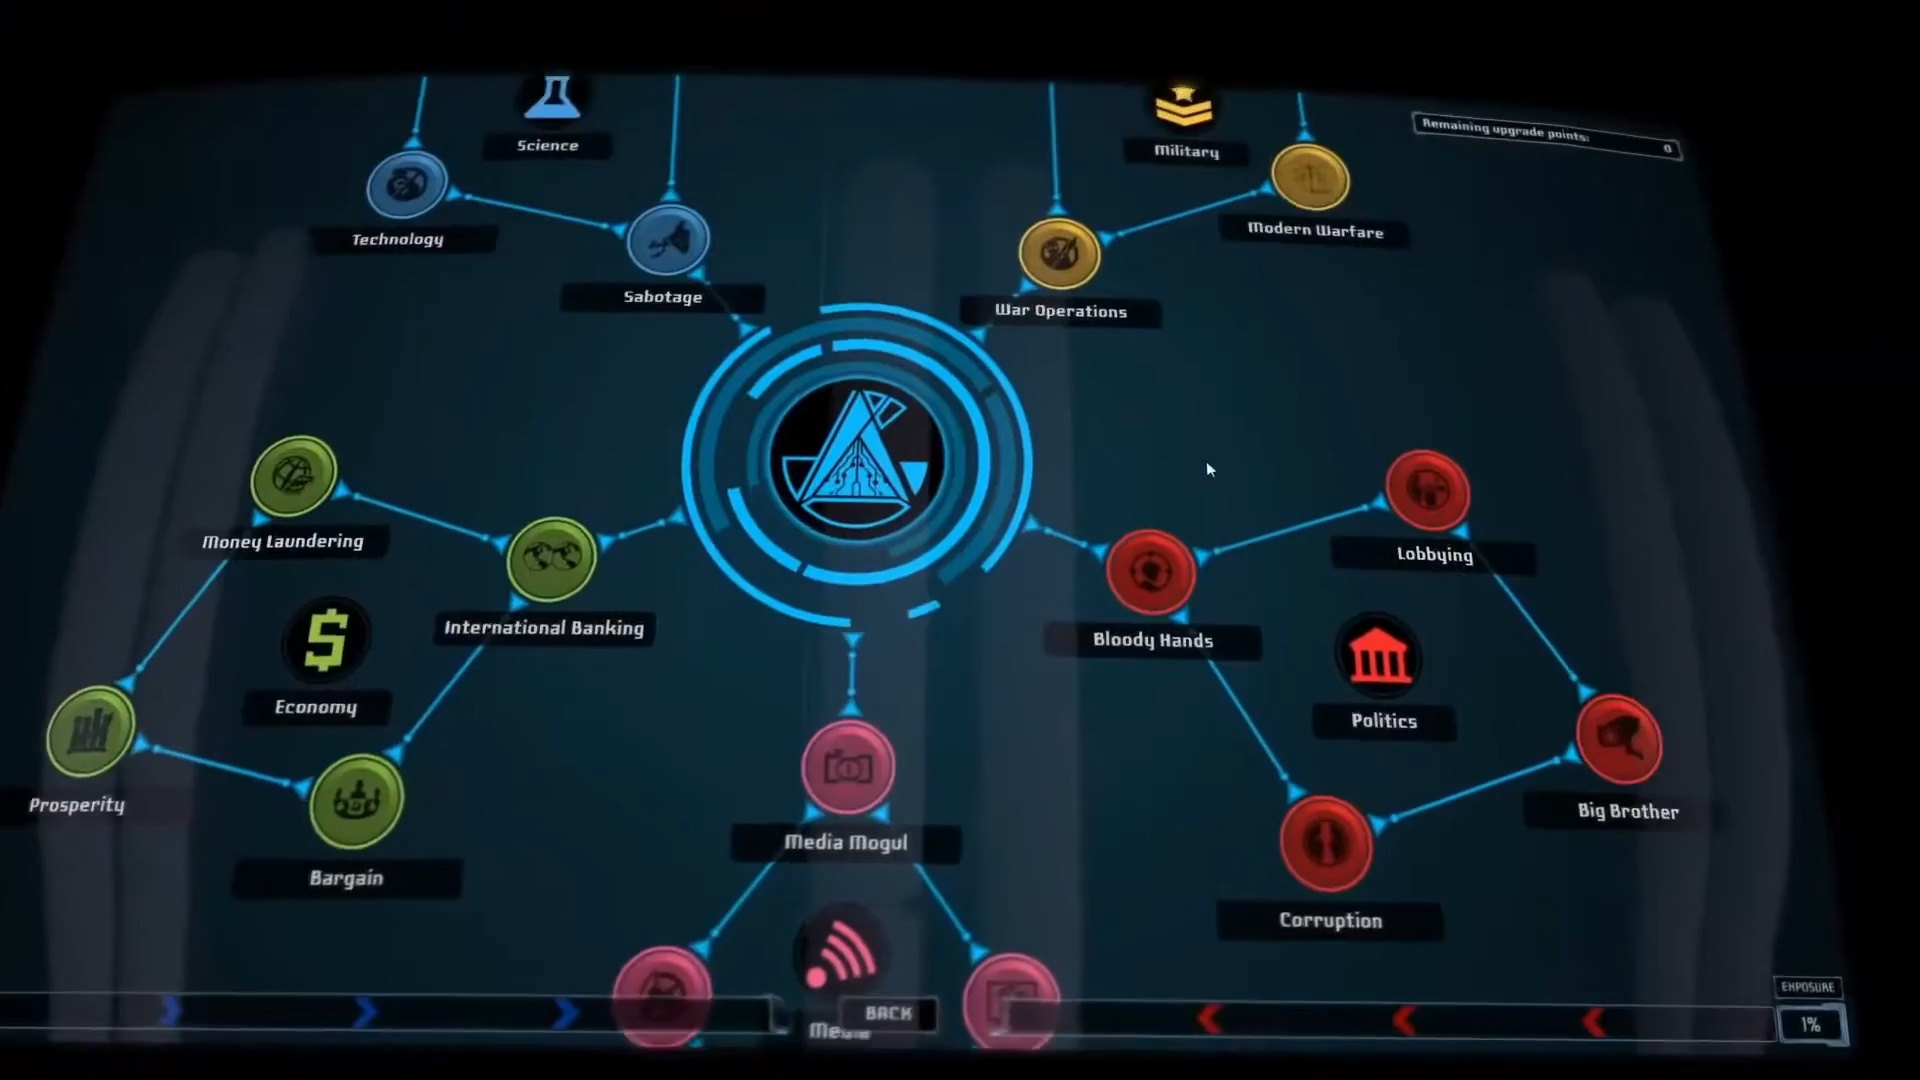 Science
Military
Remaining upgrade points: 0
Technology
Modern Warfare
Sabotage
War Operations
Money Laundering
Lobbying
International Banking
Bloody Hands
Economy
Politics
Prosperity
Big Brother
Media Mogul
Bargain
Corruption
EXPOSURE
BACK
1%
Media